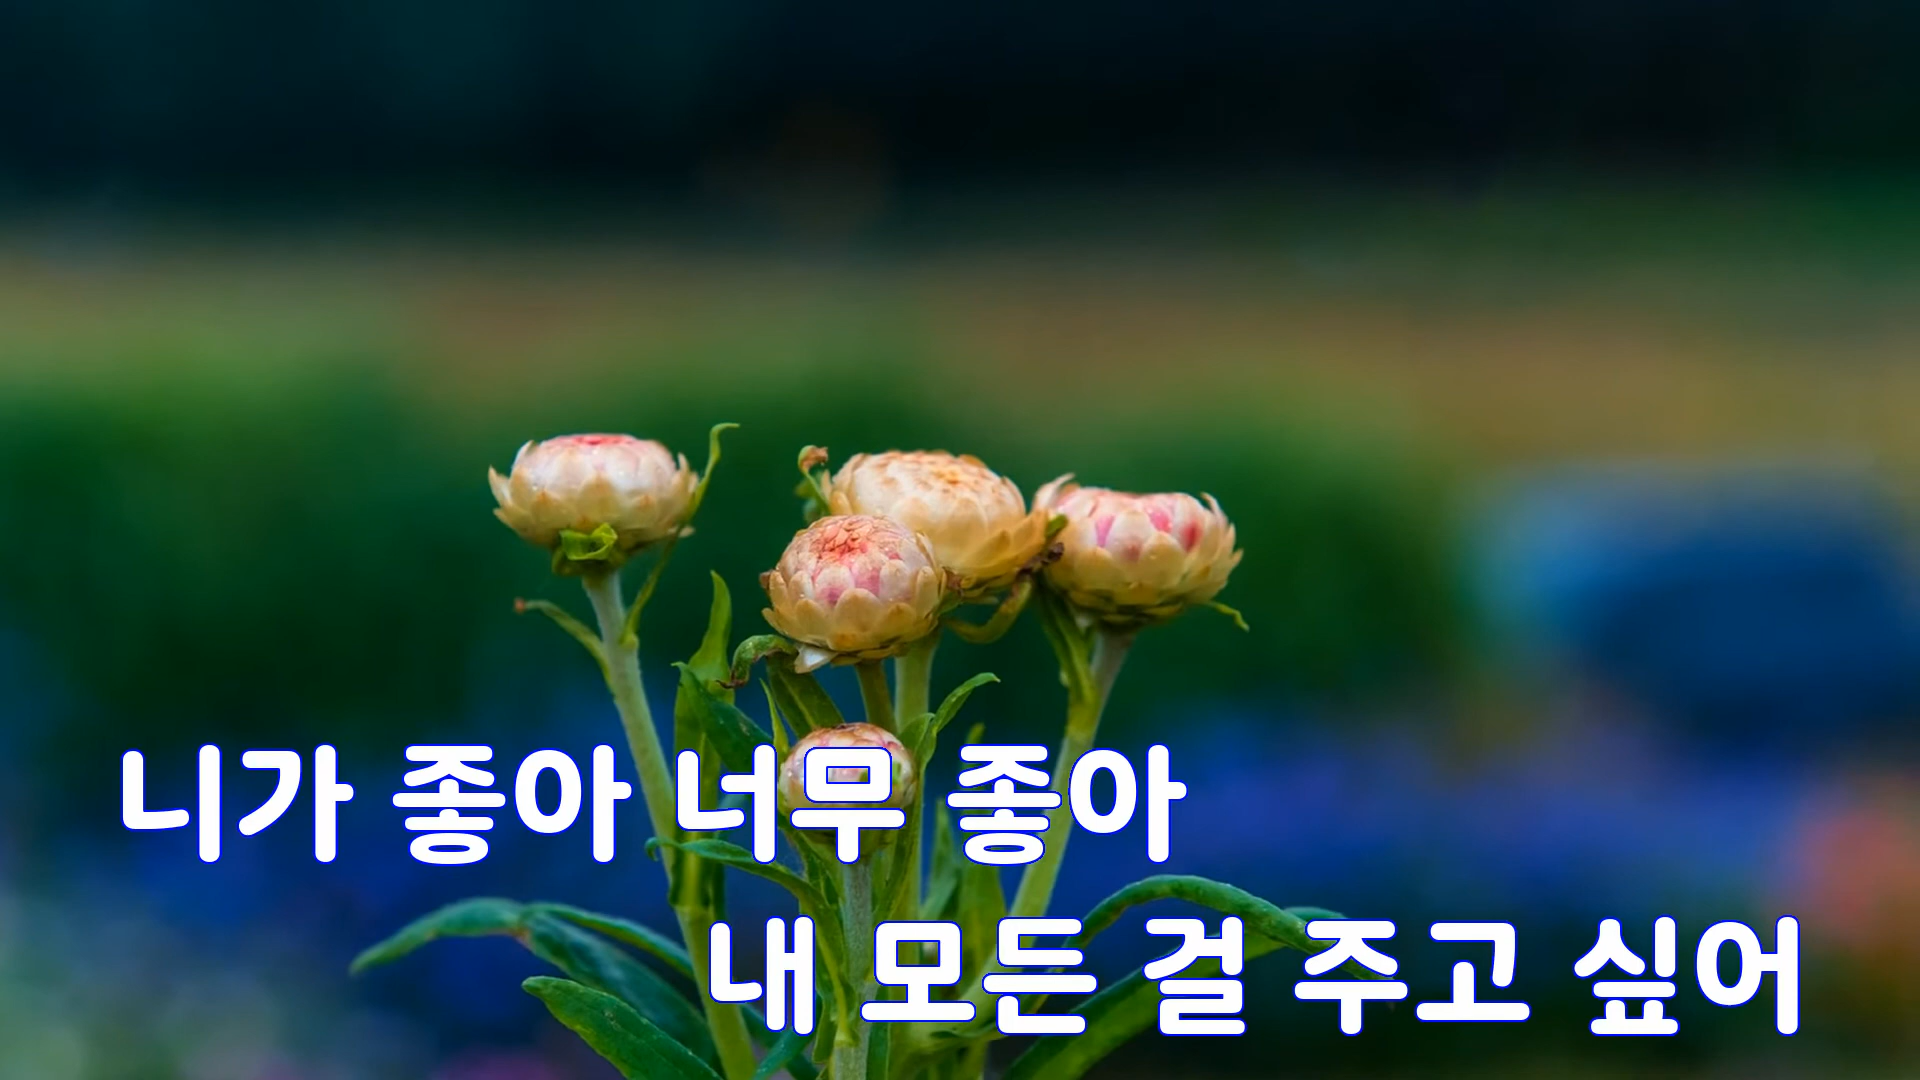 니가 좋아 너무 좋아
내 모든 걸 주고 싶어